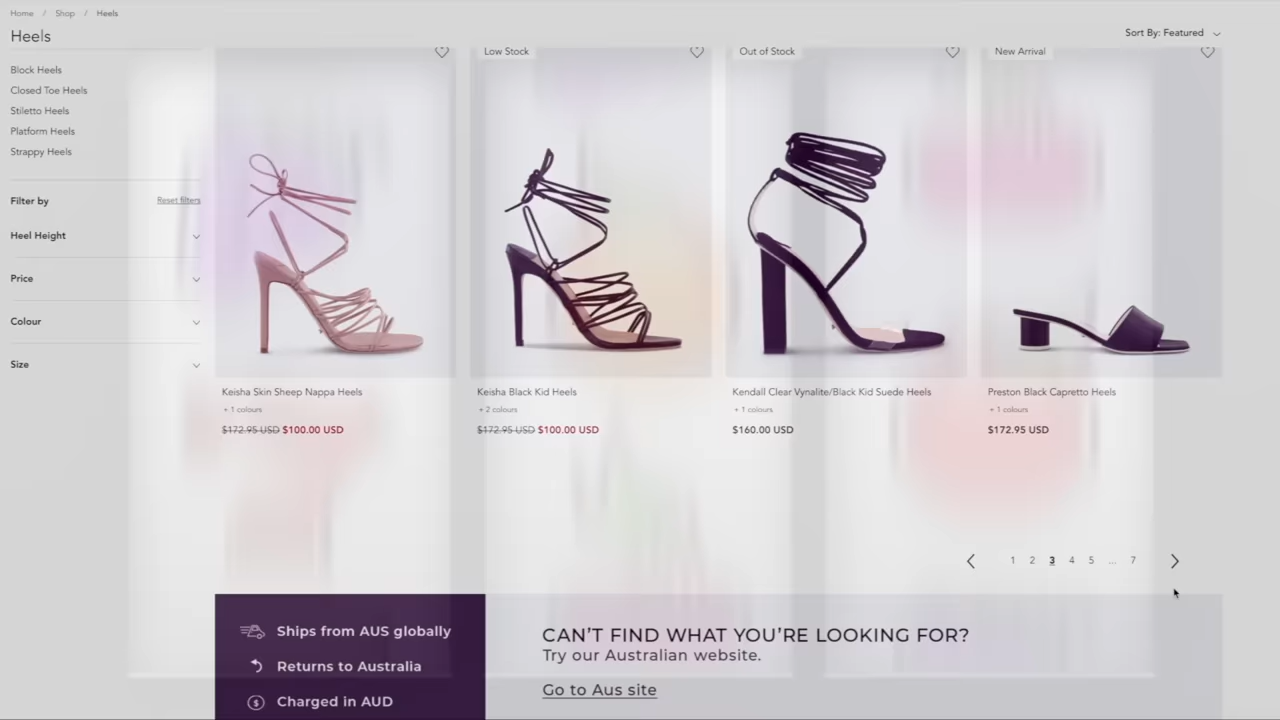 Home / Shop / Heels
Heels
Sort By: Featured
Block Heels
Closed Toe Heels
Stiletto Heels
Platform Heels
Strappy Heels
Filter by
Reset filters
Heel Height
Price
Colour
Size
Low Stock
Out of Stock
New Arrival
Keisha Skin Sheep Nappa Heels
+ 1 colours
$172.95 USD $100.00 USD
Keisha Black Kid Heels
+ 2 colours
$172.95 USD $100.00 USD
Kendall Clear Vynalite/Black Kid Suede Heels
+ 1 colours
$160.00 USD
Preston Black Capretto Heels
+ 1 colours
$172.95 USD
1 2 3 4 5 ... 7
Ships from AUS globally
Returns to Australia
$ Charged in AUD
CAN'T FIND WHAT YOU'RE LOOKING FOR?
Try our Australian website.
Go to Aus site